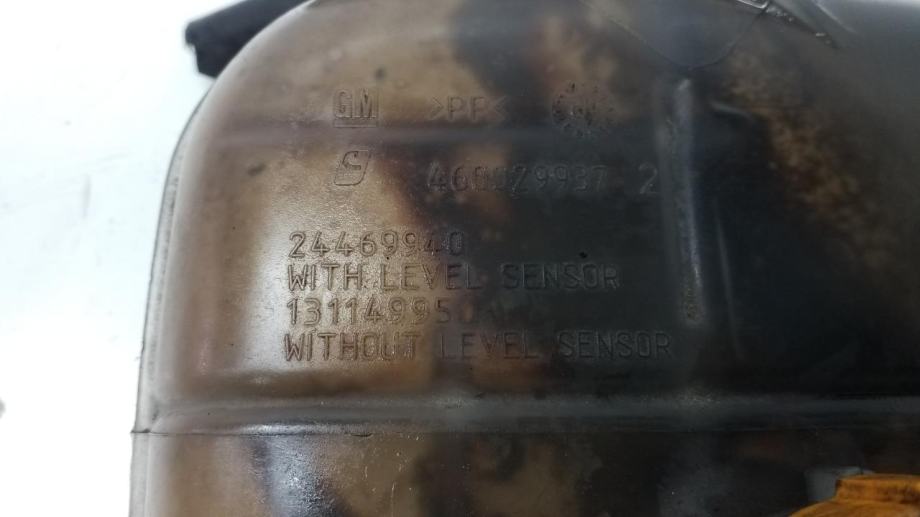 GM >PP<
460029937 2
24469940
WITH LEVEL SENSOR
13114995
WITHOUT LEVEL SENSOR